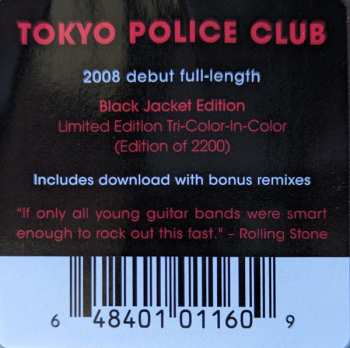 TOKYO POLICE CLUB
2008 debut full-length
Black Jacket Edition
Limited Edition Tri-Color-In-Color
(Edition of 2200)
Includes download with bonus remixes
"If only all young guitar bands were smart
enough to rock out this fast." – Rolling Stone
6 48401 01160 9